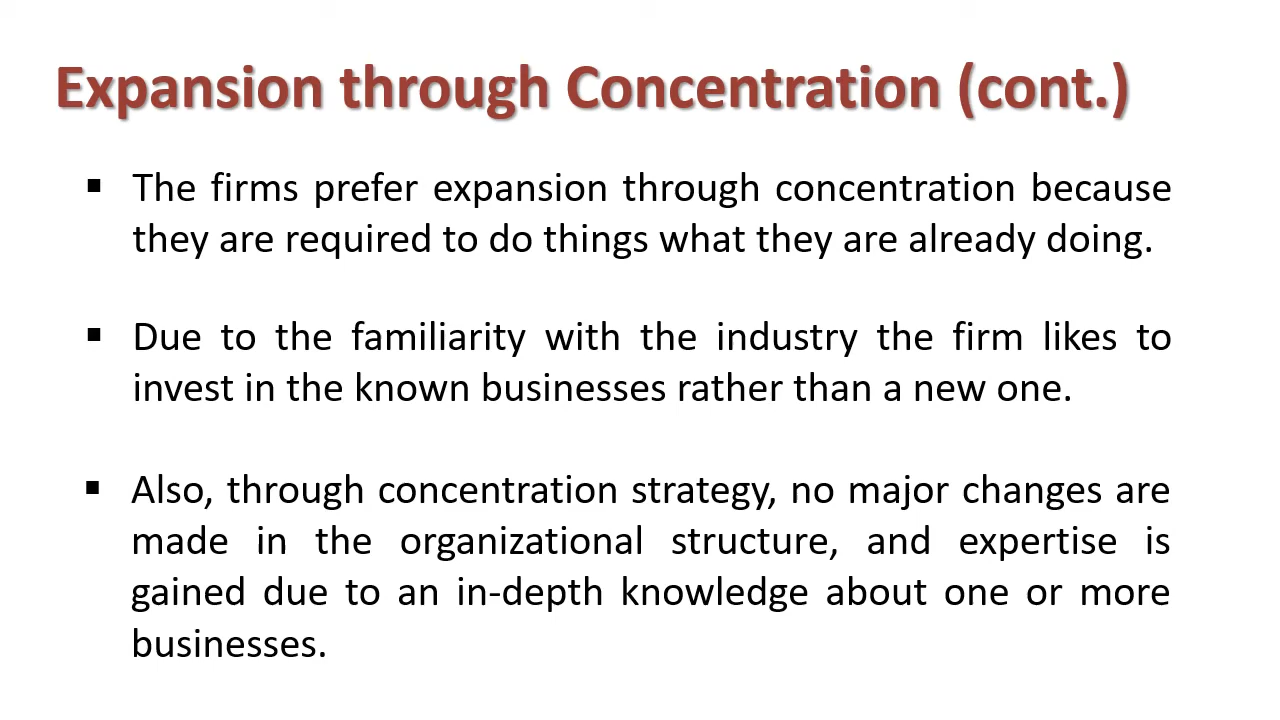 Expansion through Concentration (cont.)
▪ The firms prefer expansion through concentration because
they are required to do things what they are already doing.
▪ Due to the familiarity with the industry the firm likes to
invest in the known businesses rather than a new one.
▪ Also, through concentration strategy, no major changes are
made in the organizational structure, and expertise is
gained due to an in-depth knowledge about one or more
businesses.